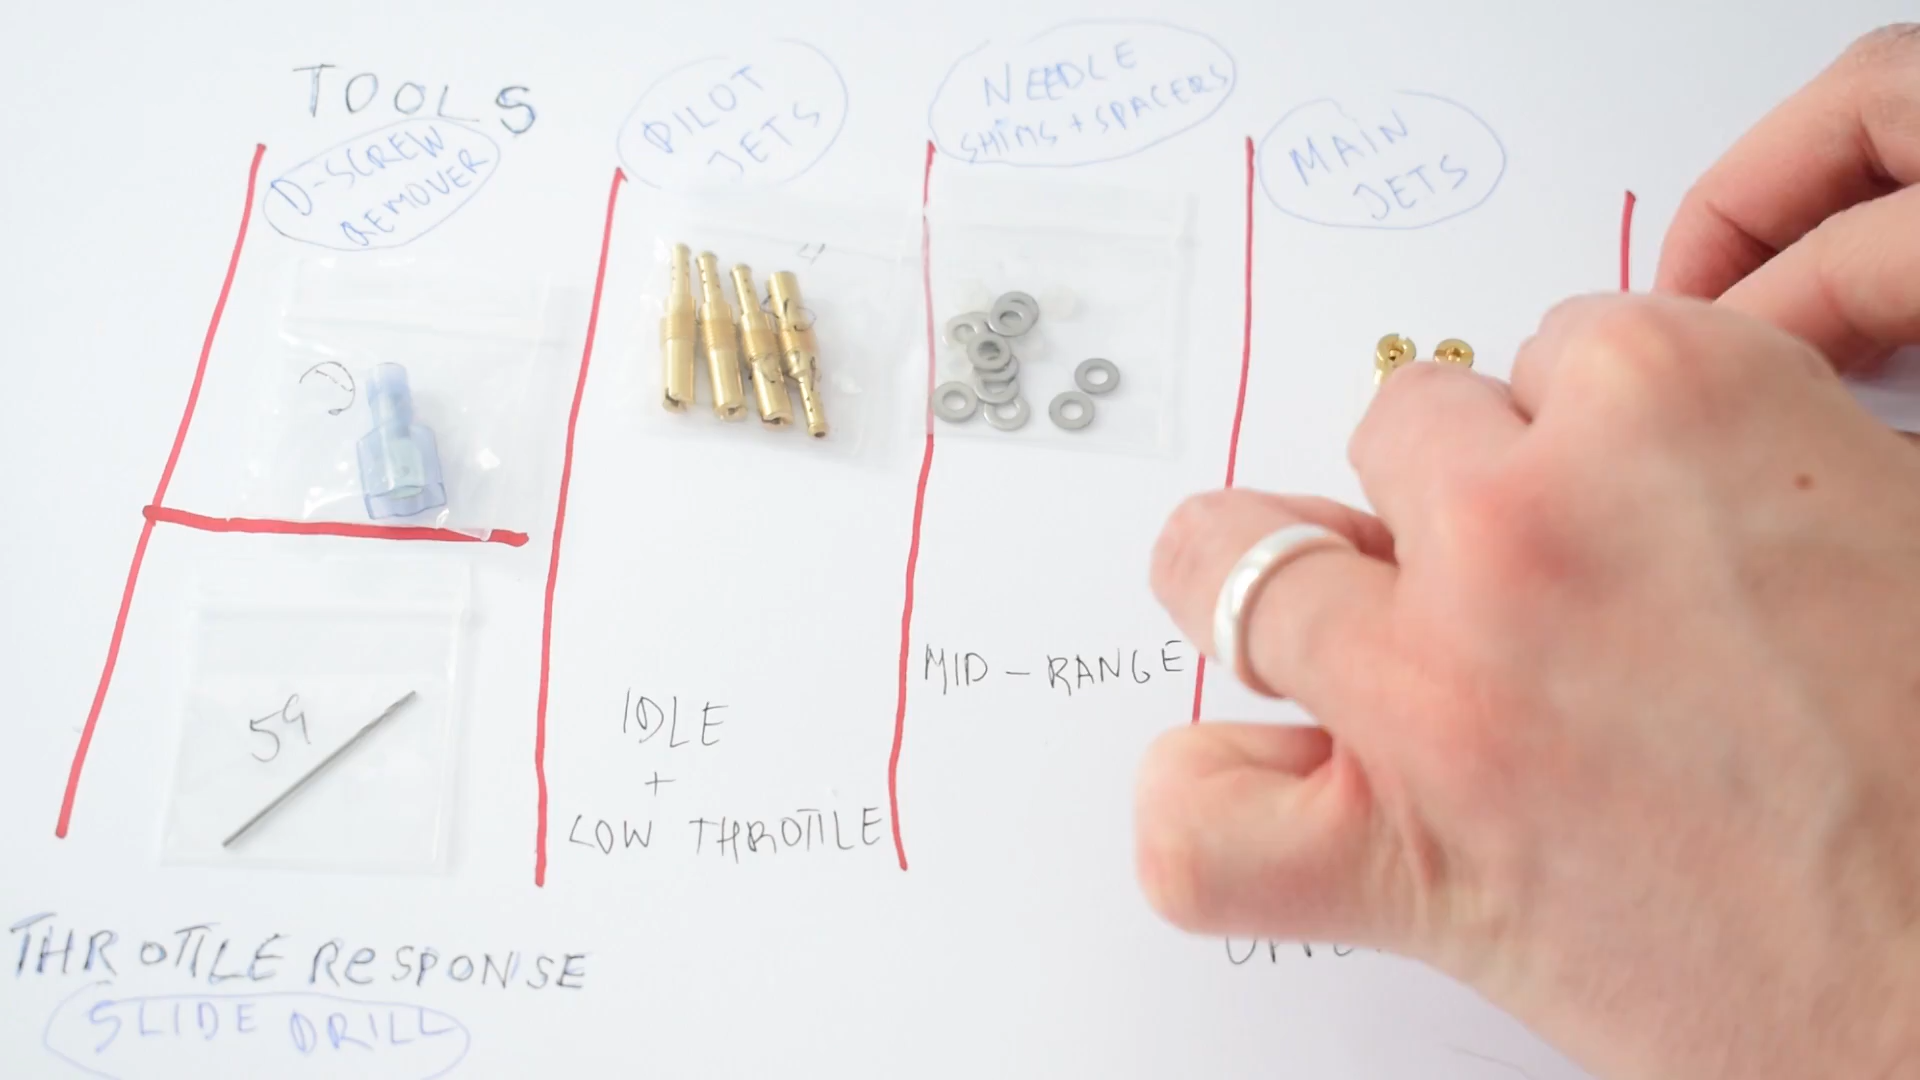 TOOLS
D-SCREW
REMOVER
PILOT
JETS
NEEDLE
SHIMS + SPACERS
MAIN
JETS
D
59
MID - RANGE
IDLE
+
LOW THROTTLE
THROTTLE RESPONSE
SLIDE DRILL